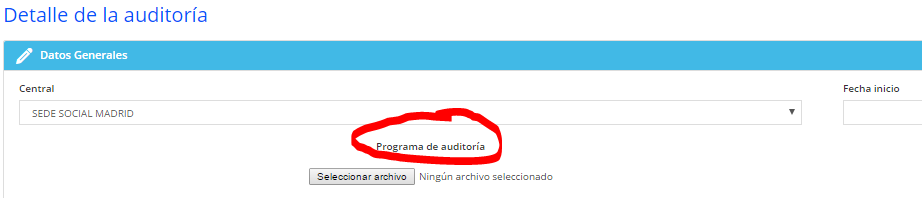 Detalle de la auditoría
Datos Generales
Central
Fecha inicio
SEDE SOCIAL MADRID
Programa de auditoría
Seleccionar archivo Ningún archivo seleccionado